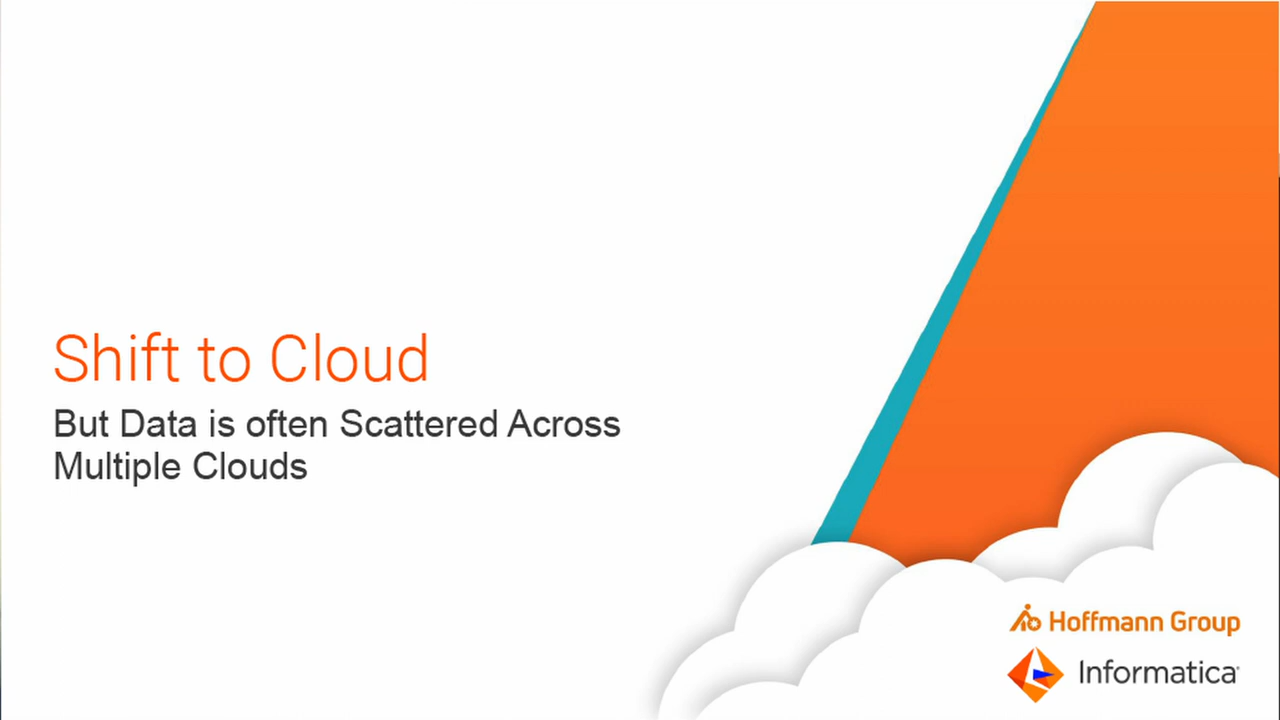 Shift to Cloud
But Data is often Scattered Across
Multiple Clouds
Hoffmann Group
Informatica